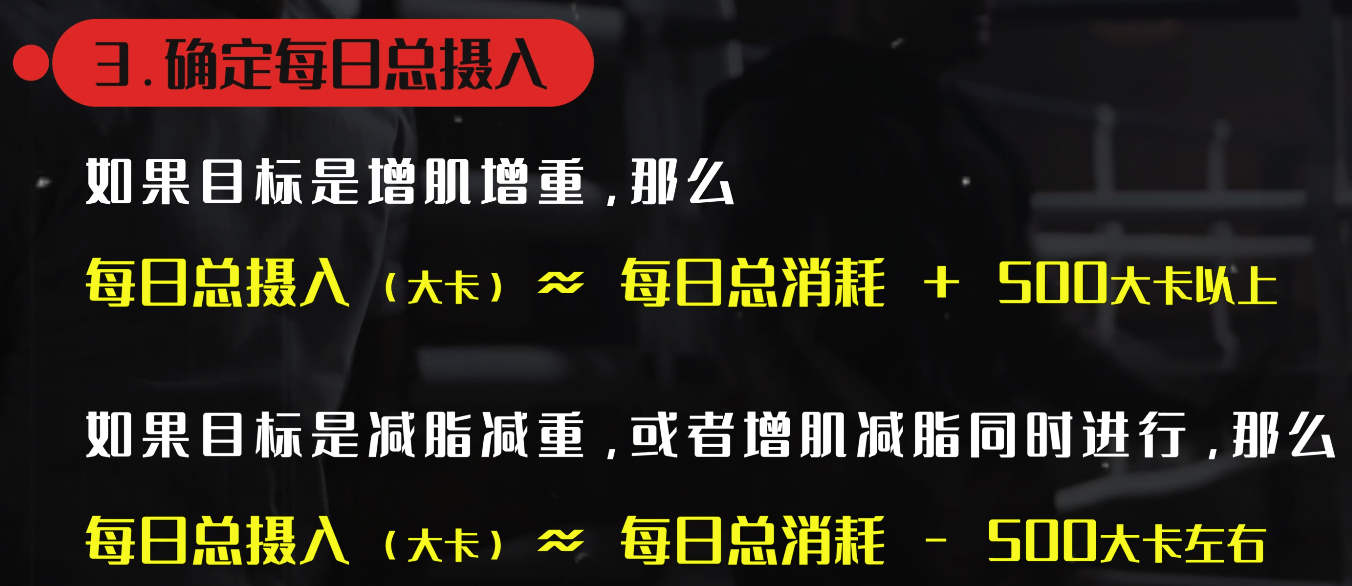 3.确定每日总摄入
如果目标是增肌增重,那么
每日总摄入（大卡）≈ 每日总消耗 + 500大卡以上
如果目标是减脂减重,或者增肌减脂同时进行,那么
每日总摄入（大卡）≈ 每日总消耗 - 500大卡左右